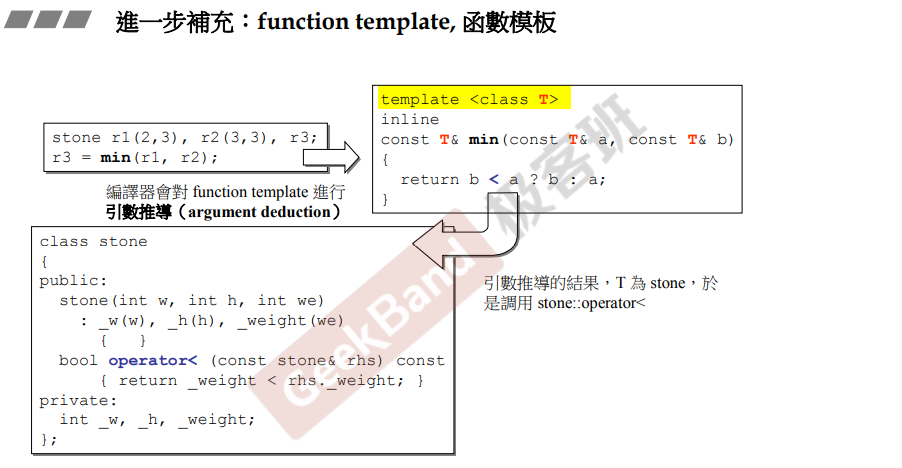 進一步補充：function template, 函數模板
stone r1(2,3), r2(3,3), r3;
r3 = min(r1, r2);
編譯器會對 function template 進行
引數推導（argument deduction）
template <class T>
inline
const T& min(const T& a, const T& b)
{
return b < a ? b : a;
}
引數推導的結果，T 為 stone，於
是調用 stone::operator<
class stone
{
public:
stone(int w, int h, int we)
: _w(w), _h(h), _weight(we)
{ }
bool operator< (const stone& rhs) const
{ return _weight < rhs._weight; }
private:
int _w, _h, _weight;
};
GeekBand 极客班